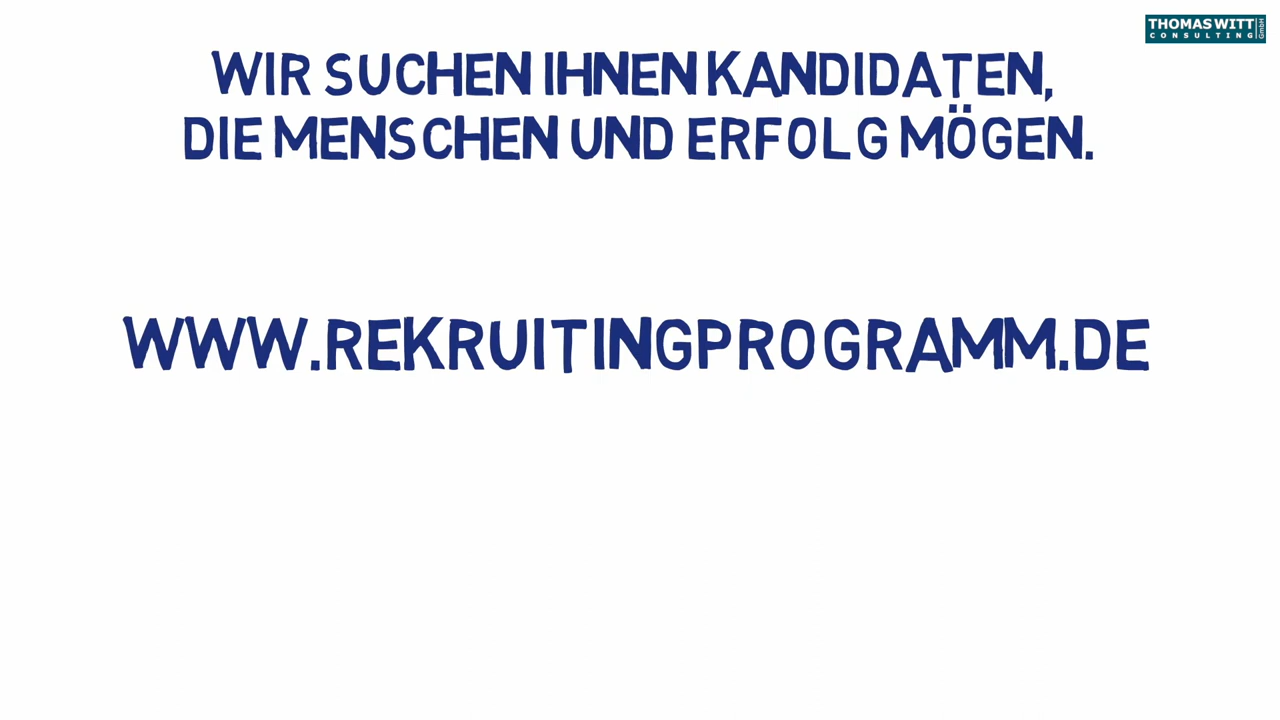 THOMAS WITT GmbH
CONSULTING
WIR SUCHEN IHNEN KANDIDATEN,
DIE MENSCHEN UND ERFOLG MÖGEN.
WWW.REKRUITINGPROGRAMM.DE